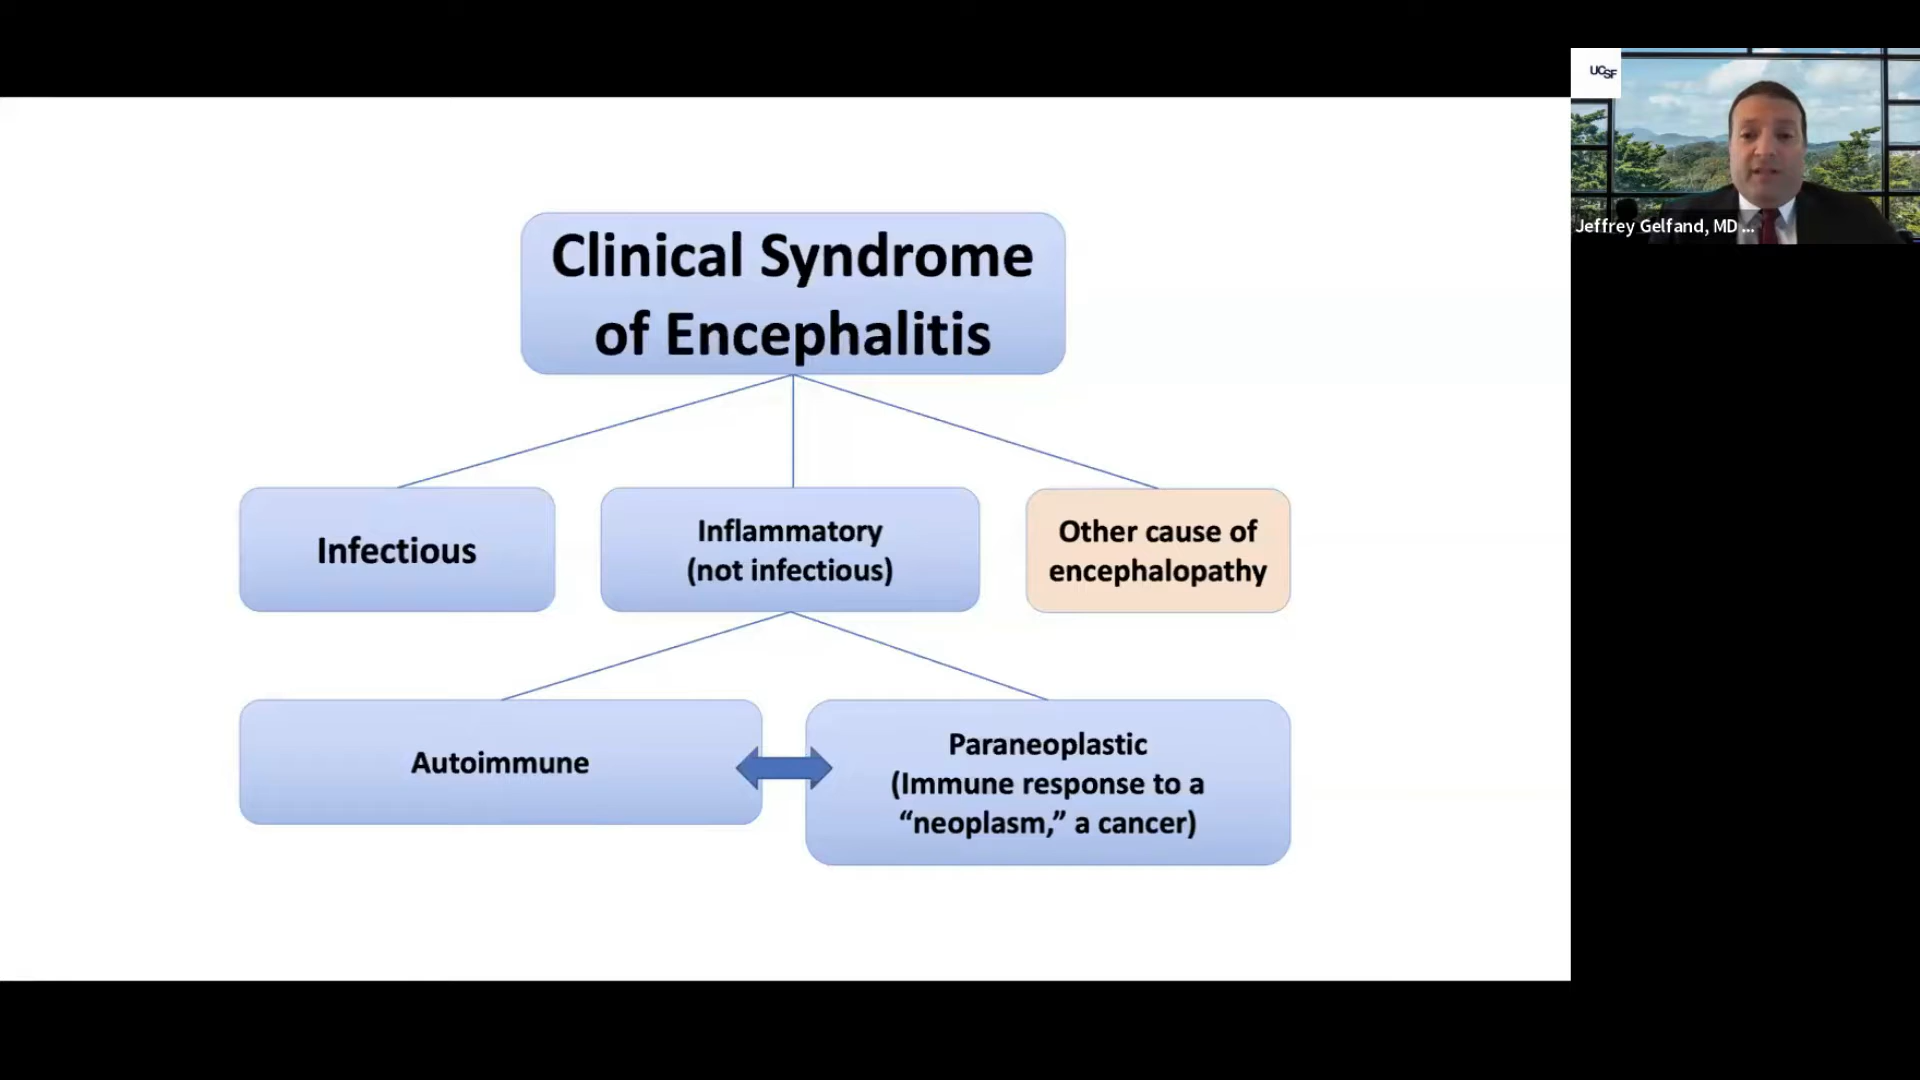 UCSF
Jeffrey Gelfand, MD ...
Clinical Syndrome
of Encephalitis
Infectious
Inflammatory
(not infectious)
Other cause of
encephalopathy
Autoimmune
Paraneoplastic
(Immune response to a
“neoplasm,” a cancer)